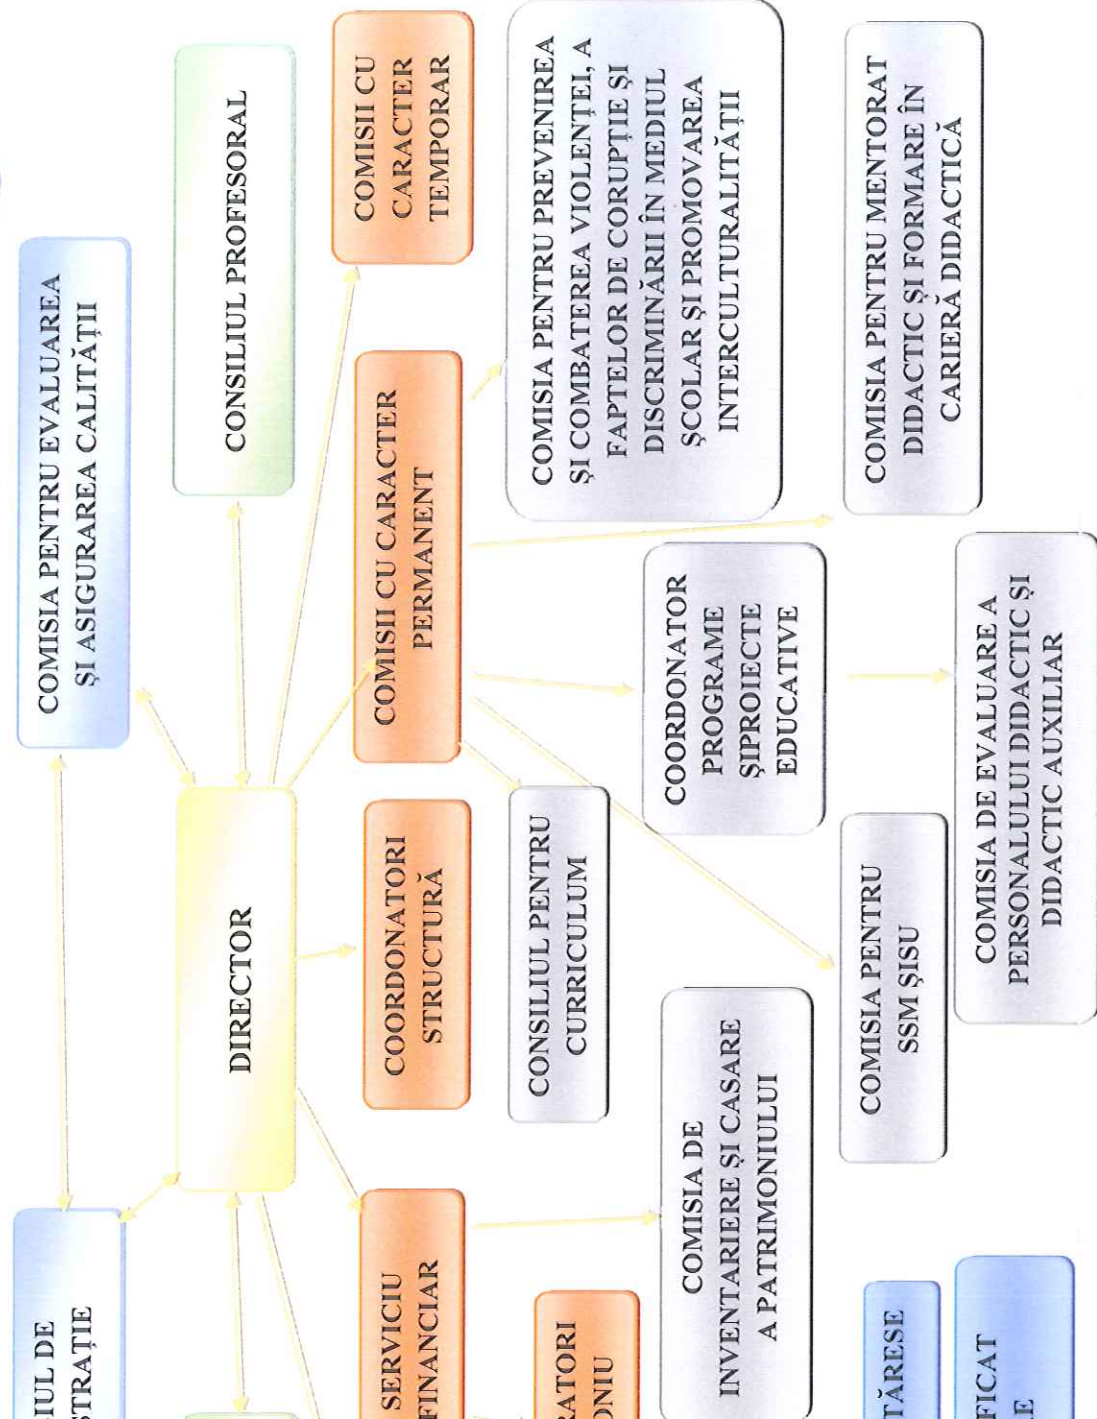 COMISIA PENTRU EVALUAREA
ȘI ASIGURAREA CALITĂȚII
CONSILIUL PROFESORAL
DIRECTOR
COMISII CU
CARACTER
TEMPORAR
COMISII CU CARACTER
PERMANENT
COORDONATORI
STRUCTURĂ
SERVICIU
FINANCIAR
COMISIA PENTRU PREVENIREA
ȘI COMBATEREA VIOLENȚEI, A
FAPTELOR DE CORUPȚIE ȘI
DISCRIMINĂRII ÎN MEDIUL
ȘCOLAR ȘI PROMOVAREA
INTERCULTURALITĂȚII
CONSILIUL PENTRU
CURRICULUM
COORDONATOR
PROGRAME
ȘIPROIECTE
EDUCATIVE
COMISIA DE
INVENTARIERE ȘI CASARE
A PATRIMONIULUI
COMISIA PENTRU MENTORAT
DIDACTIC ȘI FORMARE ÎN
CARIERĂ DIDACTICĂ
COMISIA PENTRU
SSM ȘISU
COMISIA DE EVALUARE A
PERSONALULUI DIDACTIC ȘI
DIDACTIC AUXILIAR